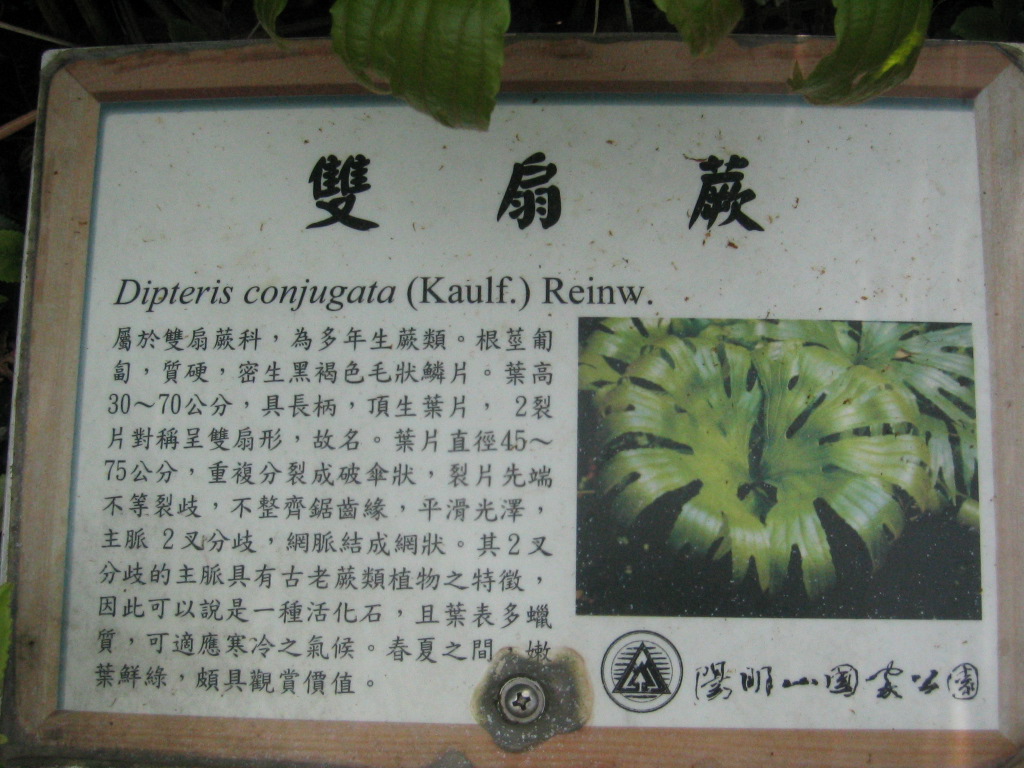 雙扇蕨
Dipteris conjugata (Kaulf.) Reinw.
屬於雙扇蕨科，為多年生蕨類。根莖匍
匐，質硬，密生黑褐色毛狀鱗片。葉高
30～70公分，具長柄，頂生葉片， 2裂
片對稱呈雙扇形，故名。葉片直徑45～
75公分，重複分裂成破傘狀，裂片先端
不等裂歧，不整齊鋸齒緣，平滑光澤，
主脈 2叉分歧，網脈結成網狀。其2叉
分歧的主脈具有古老蕨類植物之特徵，
因此可以說是一種活化石，且葉表多蠟
質，可適應寒冷之氣候。春夏之間，嫩
葉鮮綠，頗具觀賞價值。
陽明山國家公園